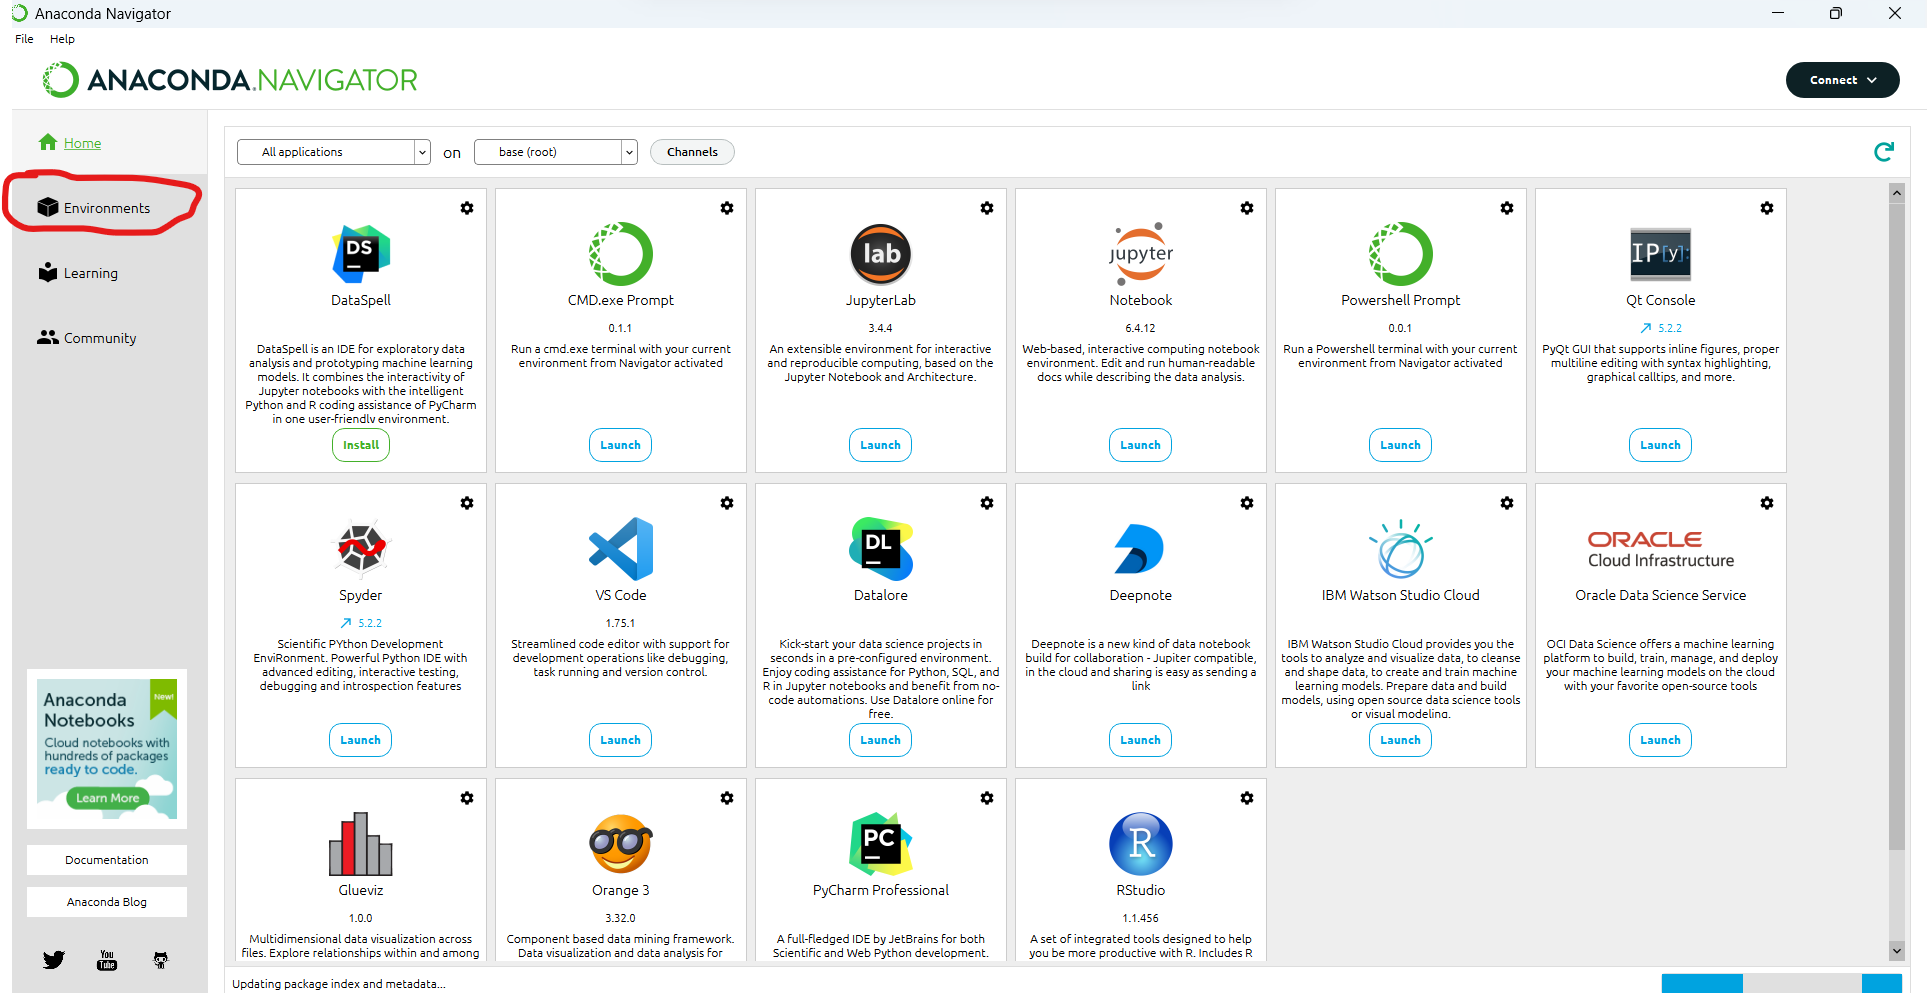 Anaconda Navigator
File Help
ANACONDA.NAVIGATOR
Connect
Home
Environments
Learning
Community
All applications on base (root) Channels
DS
DataSpell
DataSpell is an IDE for exploratory data
analysis and prototyping machine learning
models. It combines the interactivity of
Jupyter notebooks with the intelligent
Python and R coding assistance of PyCharm
in one user-friendly environment.
Install
CMD.exe Prompt
0.1.1
Run a cmd.exe terminal with your current
environment from Navigator activated
Launch
lab
JupyterLab
3.4.4
An extensible environment for interactive
and reproducible computing, based on the
Jupyter Notebook and Architecture.
Launch
jupyter
Notebook
6.4.12
Web-based, interactive computing notebook
environment. Edit and run human-readable
docs while describing the data analysis.
Launch
Powershell Prompt
0.0.1
Run a Powershell terminal with your current
environment from Navigator activated
Launch
IP[y]:
Qt Console
5.2.2
PyQt GUI that supports inline figures, proper
multiline editing with syntax highlighting,
graphical calltips, and more.
Launch
Spyder
5.2.2
Scientific PYthon Development
EnviRonment. Powerful Python IDE with
advanced editing, interactive testing,
debugging and introspection features
Launch
VS Code
1.75.1
Streamlined code editor with support for
development operations like debugging,
task running and version control.
Launch
DL
Datalore
Kick-start your data science projects in
seconds in a pre-configured environment.
Enjoy coding assistance for Python, SQL, and
R in Jupyter notebooks and benefit from no-
code automations. Use Datalore online for
free.
Launch
Deepnote
Deepnote is a new kind of data notebook
build for collaboration - Jupiter compatible,
in the cloud and sharing is easy as sending a
link
Launch
IBM Watson Studio Cloud
IBM Watson Studio Cloud provides you the
tools to analyze and visualize data, to cleanse
and shape data, to create and train machine
learning models. Prepare data and build
models, using open source data science tools
or visual modeling.
Launch
ORACLE
Cloud Infrastructure
Oracle Data Science Service
OCI Data Science offers a machine learning
platform to build, train, manage, and deploy
your machine learning models on the cloud
with your favorite open-source tools
Launch
Glueviz
1.0.0
Multidimensional data visualization across
files. Explore relationships within and among
Orange 3
3.32.0
Component based data mining framework.
Data visualization and data analysis for
PC
PyCharm Professional
A full-fledged IDE by JetBrains for both
Scientific and Web Python development.
R
RStudio
1.1.456
A set of integrated tools designed to help
you be more productive with R. Includes R
New!
Anaconda
Notebooks
Cloud notebooks with
hundreds of packages
ready to code.
Learn More
Documentation
Anaconda Blog
You
Tube
Updating package index and metadata...